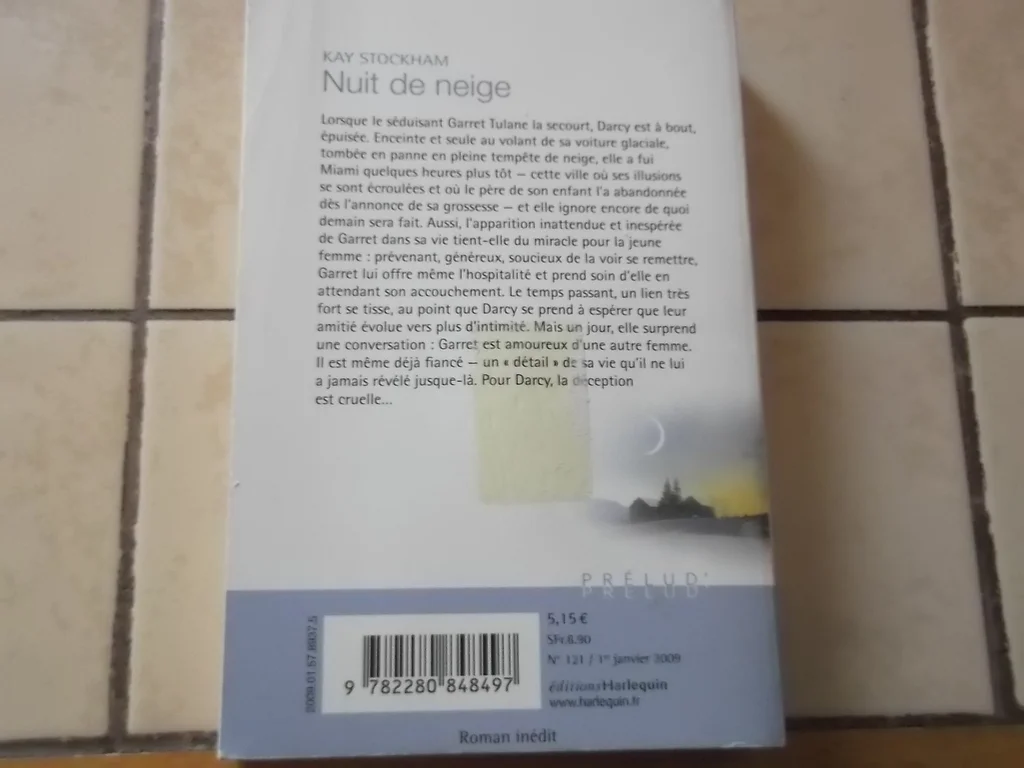 KAY STOCKHAM
Nuit de neige
Lorsque le séduisant Garret Tulane la secourt, Darcy est à bout,
épuisée. Enceinte et seule au volant de sa voiture glaciale,
tombée en panne en pleine tempête de neige, elle a fui
Miami quelques heures plus tôt – cette ville où ses illusions
se sont écroulées et où le père de son enfant l'a abandonnée
dès l'annonce de sa grossesse – et elle ignore encore de quoi
demain sera fait. Aussi, l'apparition inattendue et inespérée
de Garret dans sa vie tient-elle du miracle pour la jeune
femme : prévenant, généreux, soucieux de la voir se remettre,
Garret lui offre même l'hospitalité et prend soin d'elle en
attendant son accouchement. Le temps passant, un lien très
fort se tisse, au point que Darcy se prend à espérer que leur
amitié évolue vers plus d'intimité. Mais un jour, elle surprend
une conversation : Garret est amoureux d'une autre femme.
Il est même déjà fiancé – un « détail » de sa vie qu'il ne lui
a jamais révélé jusque-là. Pour Darcy, la déception
est cruelle...
PRÉLUD'
5,15 €
SFr.8.90
N° 121 / 1er janvier 2009
éditionsHarlequin
www.harlequin.fr
9 782280 848497
Roman inédit